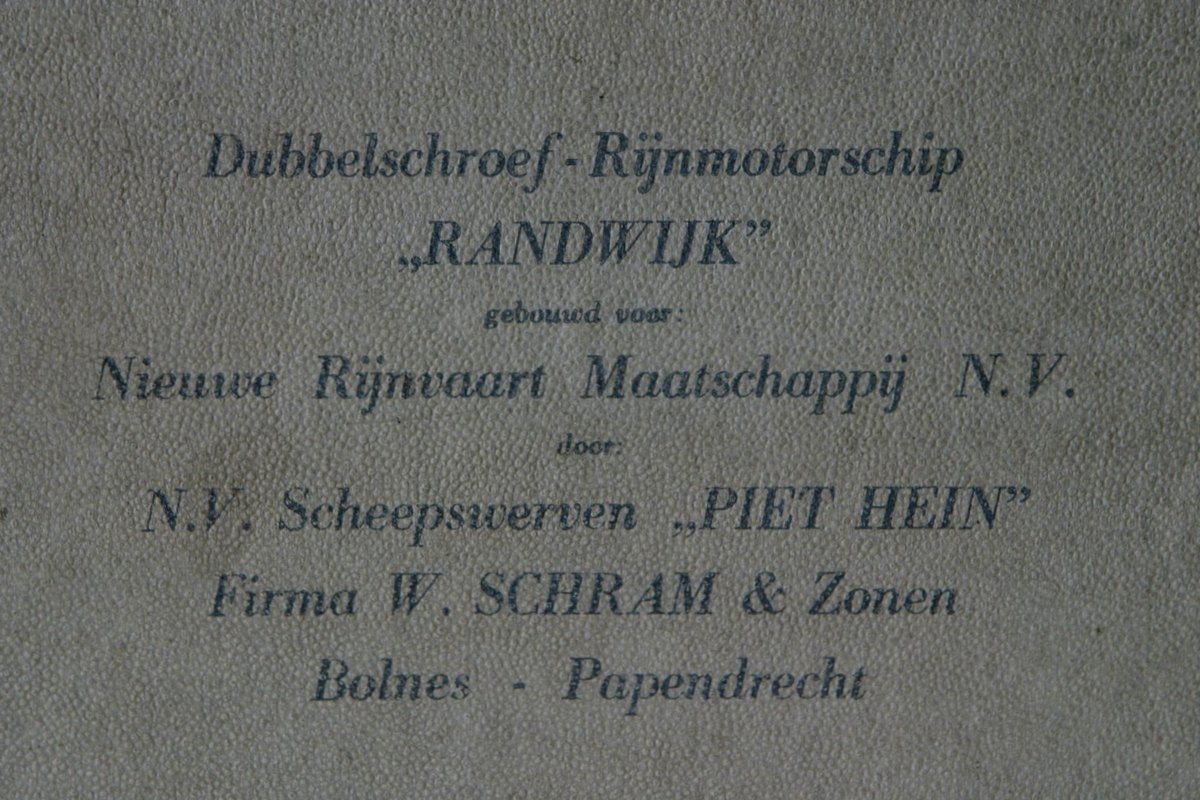 Dubbelschroef - Rijnmotorschip
„RANDWIJK”
gebouwd voor:
Nieuwe Rijnvaart Maatschappij N.V.
door:
N.V. Scheepswerven „PIET HEIN”
Firma W. SCHRAM & Zonen
Bolnes - Papendrecht